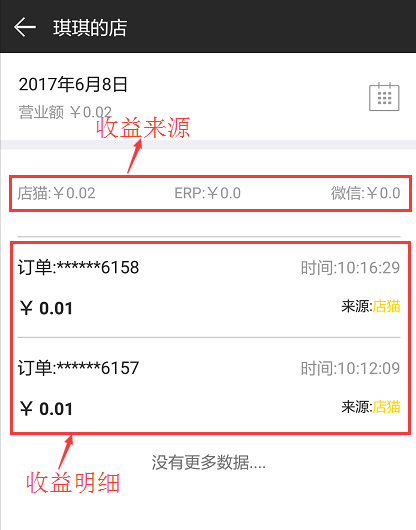 琪琪的店
2017年6月8日
营业额 ￥0.02
收益来源
店猫:￥0.02 ERP:￥0.0 微信:￥0.0
订单:******6158 时间:10:16:29
￥ 0.01 来源:店猫
订单:******6157 时间:10:12:09
￥ 0.01 来源:店猫
没有更多数据....
收益明细